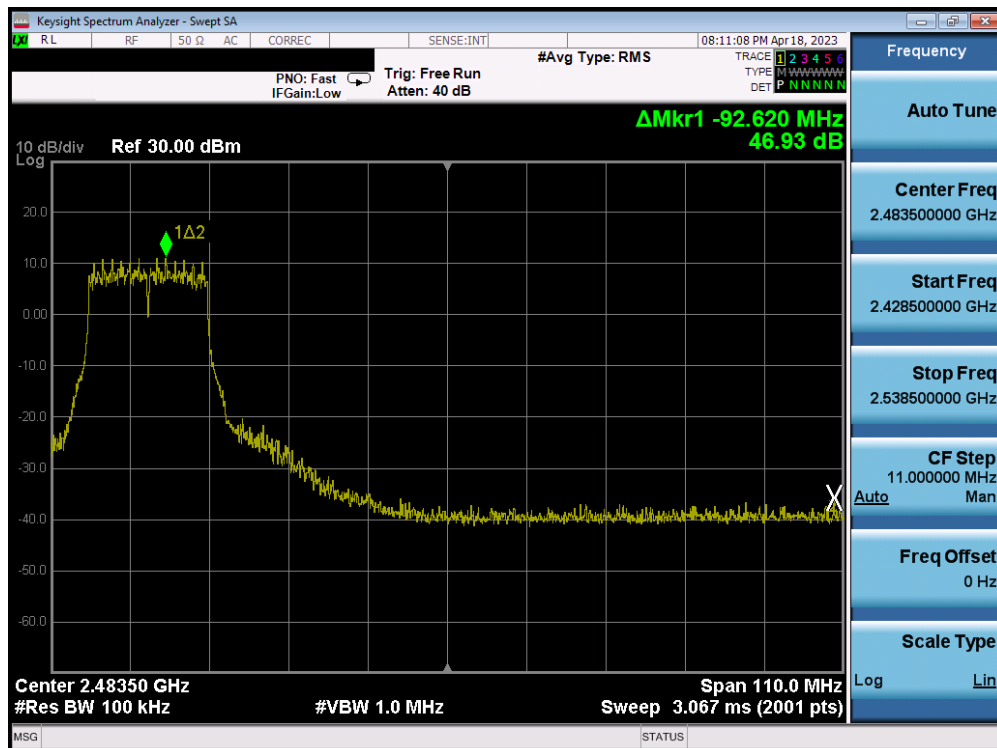 Keysight Spectrum Analyzer - Swept SA
LXI RL RF 50 Ω AC CORREC SENSE:INT 08:11:08 PM Apr 18, 2023
#Avg Type: RMS
TRACE 1 2 3 4 5 6
PNO: Fast Trig: Free Run
TYPE M W W W W W
IFGain:Low Atten: 40 dB
DET P N N N N N
ΔMkr1 -92.620 MHz
46.93 dB
10 dB/div Ref 30.00 dBm
Log
20.0
1Δ2
10.0
0.00
-10.0
-20.0
-30.0
X
-40.0
-50.0
-60.0
Center 2.48350 GHz Span 110.0 MHz
#Res BW 100 kHz #VBW 1.0 MHz Sweep 3.067 ms (2001 pts)
MSG STATUS
Frequency
Auto Tune
Center Freq
2.483500000 GHz
Start Freq
2.428500000 GHz
Stop Freq
2.538500000 GHz
CF Step
11.000000 MHz
Auto Man
Freq Offset
0 Hz
Scale Type
Log Lin